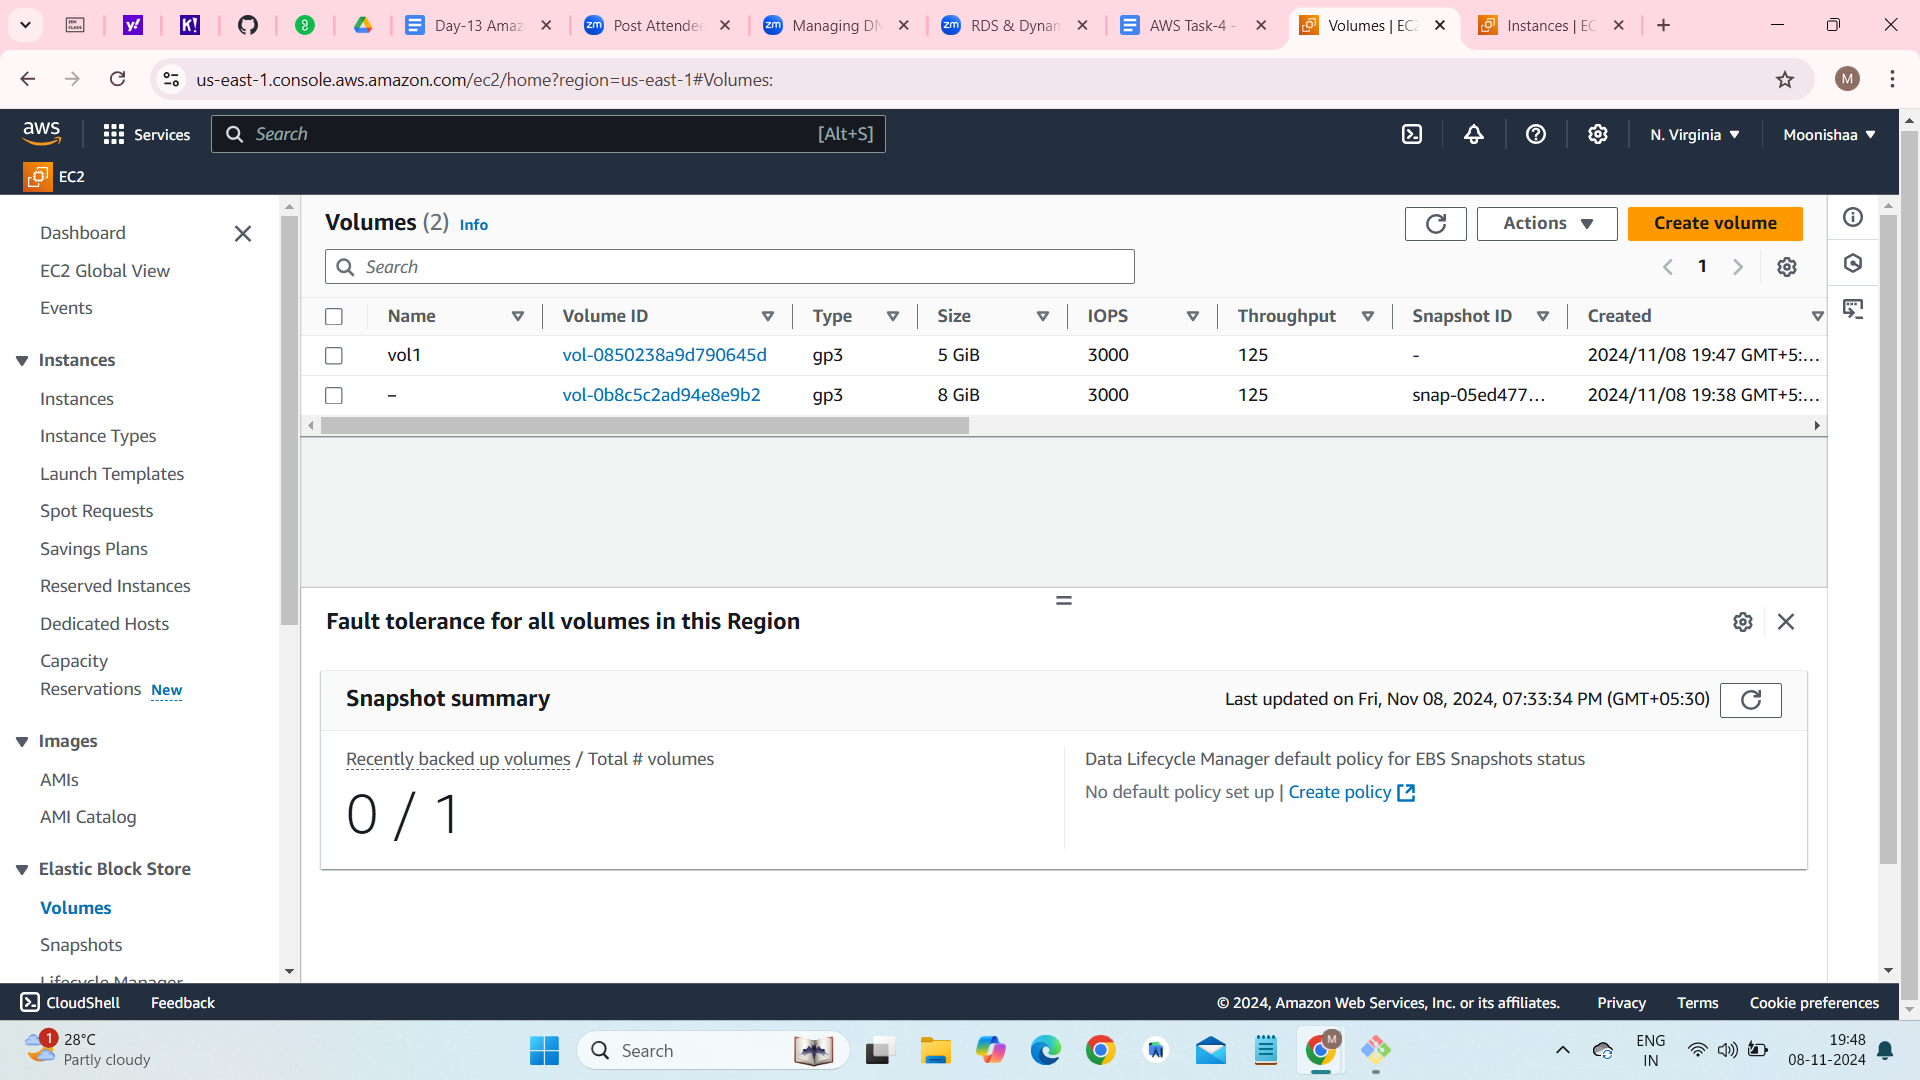 Day-13 Amaz
Post Attendee
Managing DN
RDS & Dynam
AWS Task-4 -
Volumes | EC2
Instances | EC
us-east-1.console.aws.amazon.com/ec2/home?region=us-east-1#Volumes:
M
aws
Services
Search
[Alt+S]
N. Virginia
Moonishaa
EC2
Dashboard
EC2 Global View
Events
Instances
Instances
Instance Types
Launch Templates
Spot Requests
Savings Plans
Reserved Instances
Dedicated Hosts
Capacity
Reservations New
Images
AMIs
AMI Catalog
Elastic Block Store
Volumes
Snapshots
Lifecycle Manager
Volumes (2) Info
Actions
Create volume
Search
1
Name Volume ID Type Size IOPS Throughput Snapshot ID Created
vol1 vol-0850238a9d790645d gp3 5 GiB 3000 125 - 2024/11/08 19:47 GMT+5:...
– vol-0b8c5c2ad94e8e9b2 gp3 8 GiB 3000 125 snap-05ed477... 2024/11/08 19:38 GMT+5:...
Fault tolerance for all volumes in this Region
Snapshot summary
Last updated on Fri, Nov 08, 2024, 07:33:34 PM (GMT+05:30)
Recently backed up volumes / Total # volumes
0 / 1
Data Lifecycle Manager default policy for EBS Snapshots status
No default policy set up | Create policy
CloudShell
Feedback
© 2024, Amazon Web Services, Inc. or its affiliates.
Privacy
Terms
Cookie preferences
1
28°C
Partly cloudy
Search
M
ENG
IN
19:48
08-11-2024